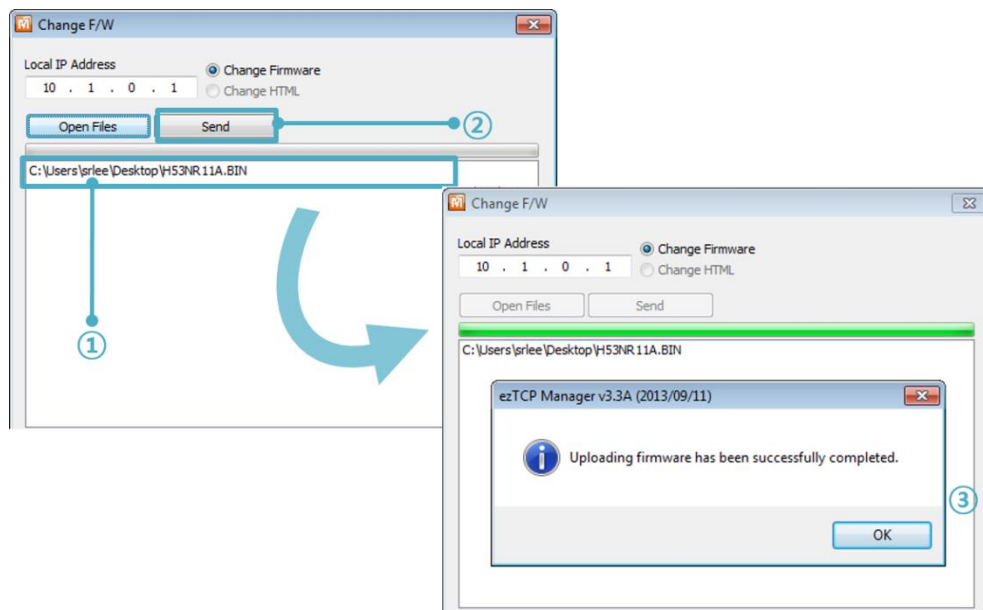 Change F/W
Local IP Address
10 . 1 . 0 . 1
Change Firmware
Change HTML
Open Files
Send
②
C:\Users\srlee\Desktop\H53NR11A.BIN
①
Change F/W
Local IP Address
10 . 1 . 0 . 1
Change Firmware
Change HTML
Open Files
Send
C:\Users\srlee\Desktop\H53NR11A.BIN
ezTCP Manager v3.3A (2013/09/11)
Uploading firmware has been successfully completed.
③
OK